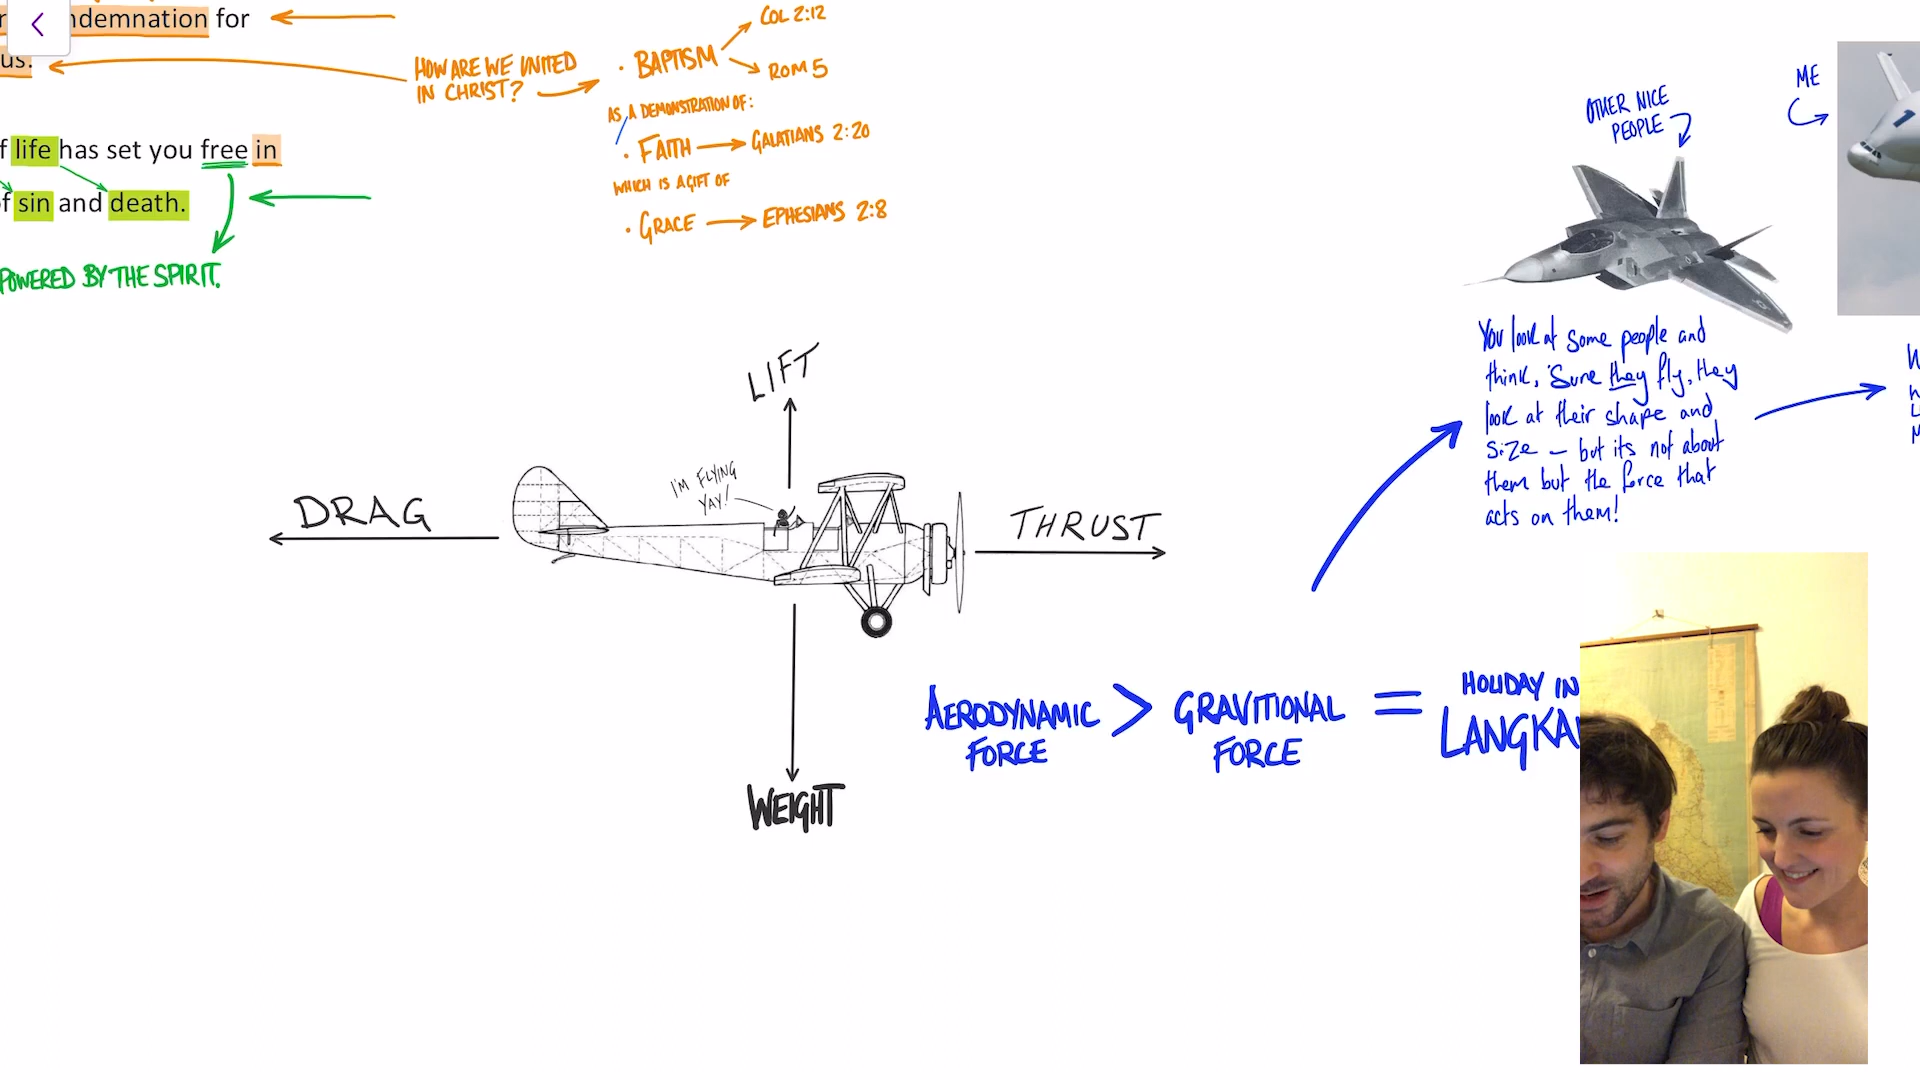 demnation for
us.
f life has set you free in
f sin and death.
POWERED BY THE SPIRIT.
HOW ARE WE UNITED
IN CHRIST?
· BAPTISM
COL 2:12
ROM 5
AS A DEMONSTRATION OF:
· FAITH
GALATIANS 2:20
WHICH IS A GIFT OF
· GRACE
EPHESIANS 2:8
OTHER NICE
PEOPLE
ME
You look at some people and
think, 'Sure they fly, they
look at their shape and
size – but its not about
them but the force that
acts on them!
LIFT
I'M FLYING
YAY!
DRAG
THRUST
WEIGHT
AERODYNAMIC
FORCE
>
GRAVITIONAL
FORCE
=
HOLIDAY IN
LANGKA